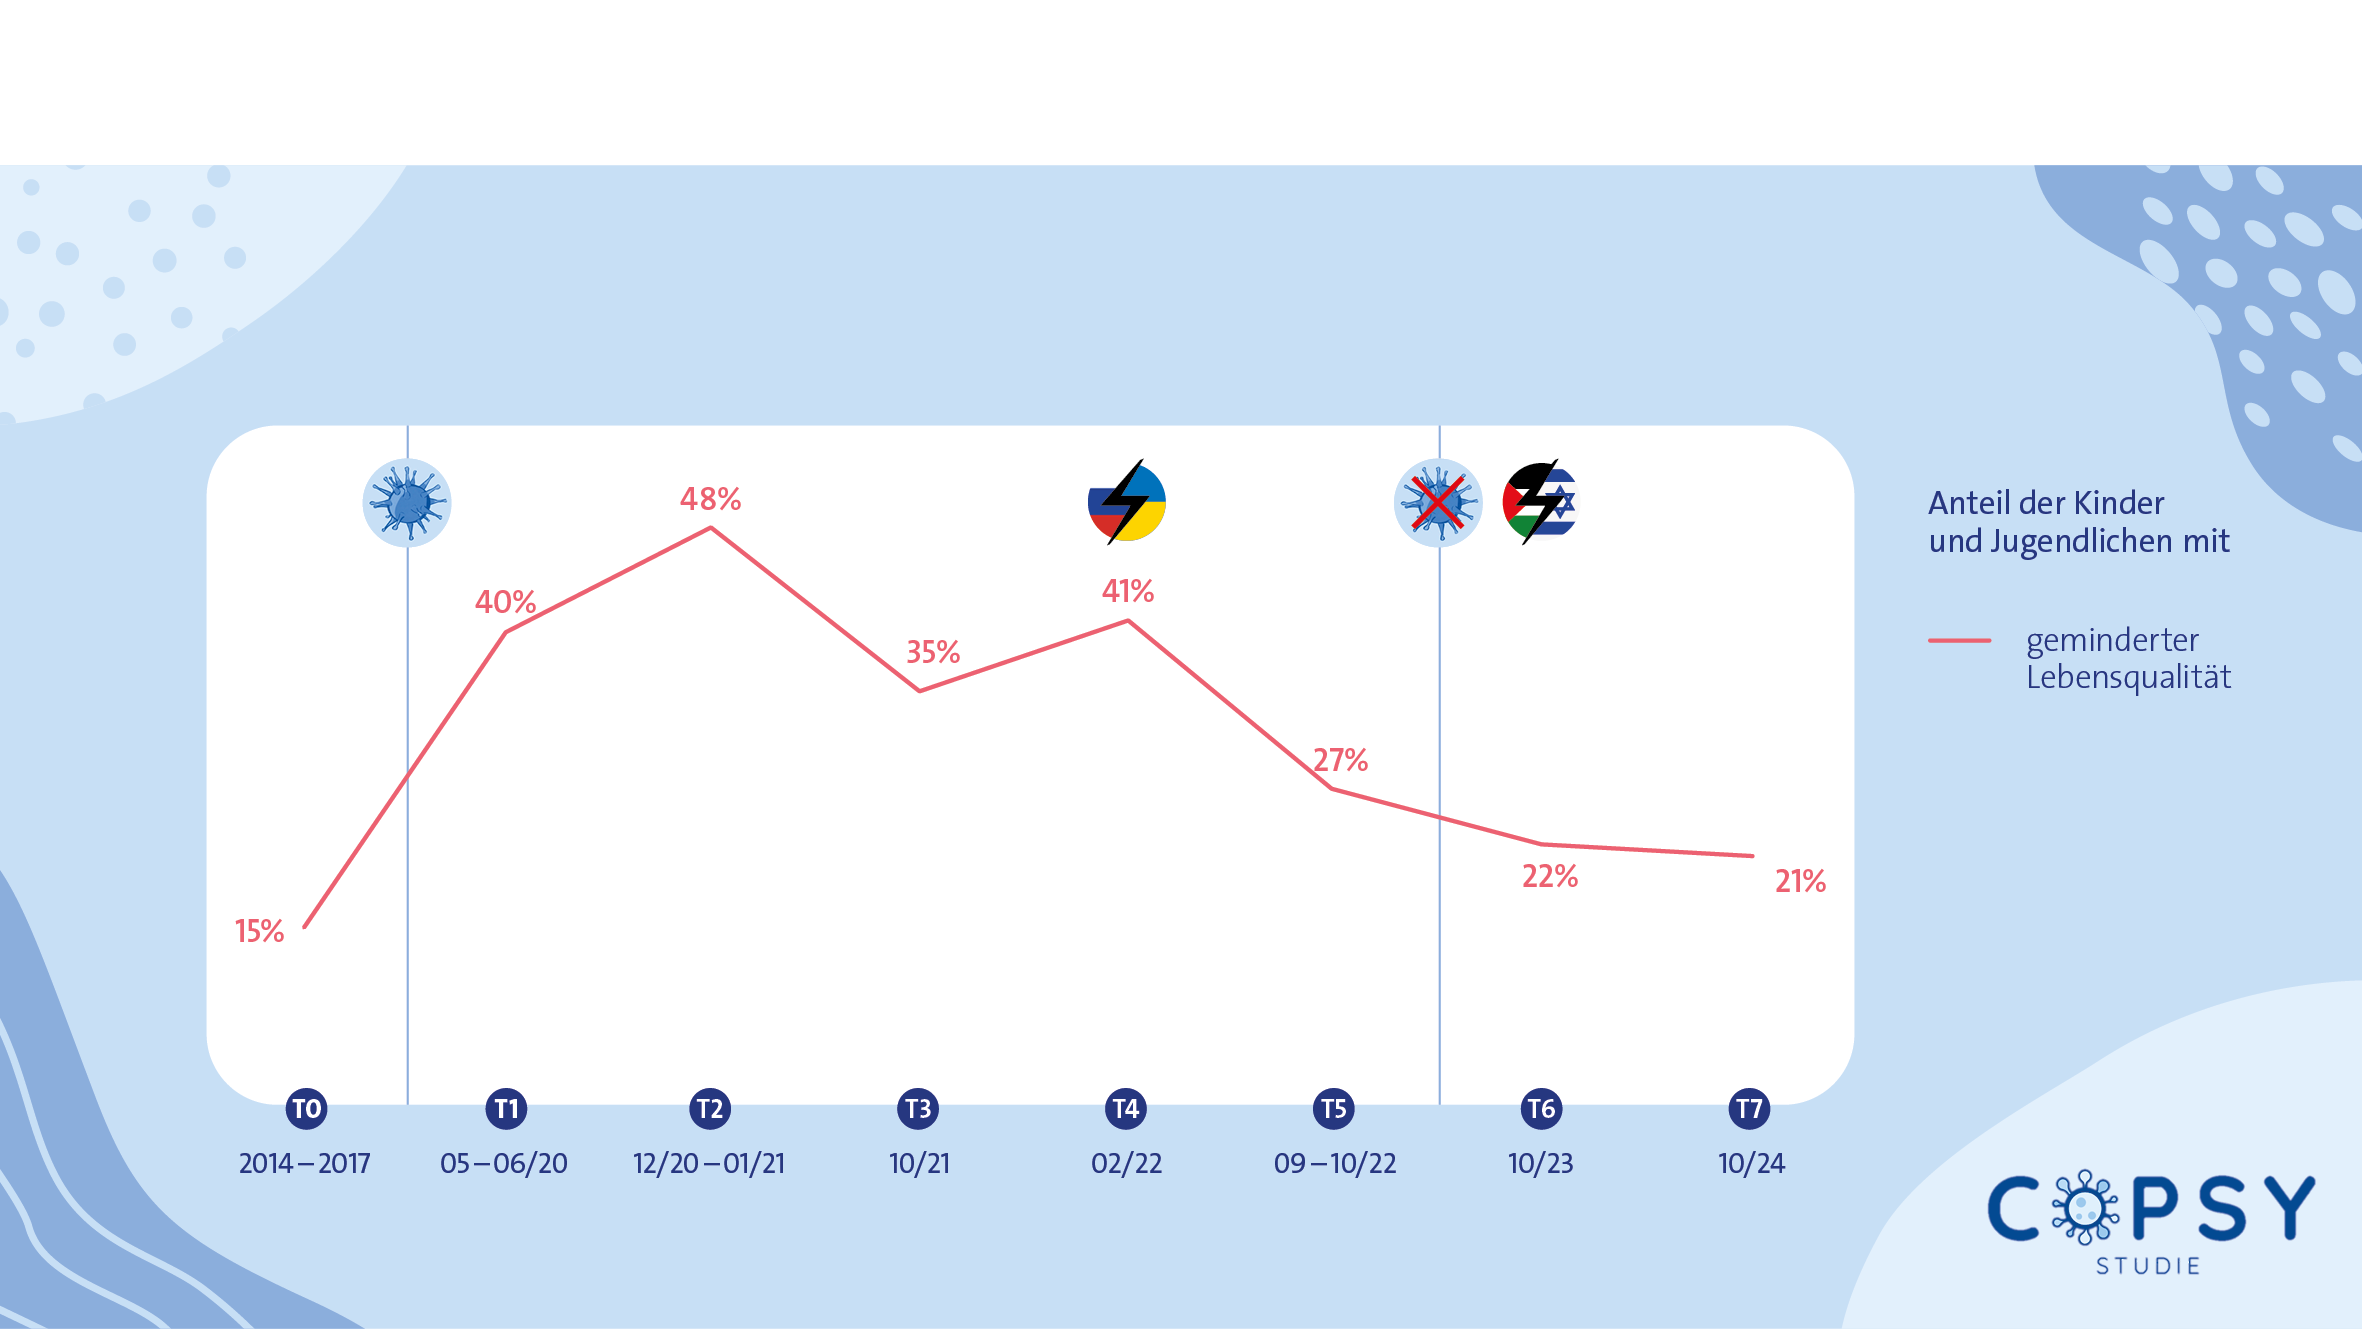 48%
40%
41%
35%
27%
22%
21%
15%
Anteil der Kinder
und Jugendlichen mit
geminderter
Lebensqualität
T0 T1 T2 T3 T4 T5 T6 T7
2014–2017 05–06/20 12/20–01/21 10/21 02/22 09–10/22 10/23 10/24
COPSY
STUDIE